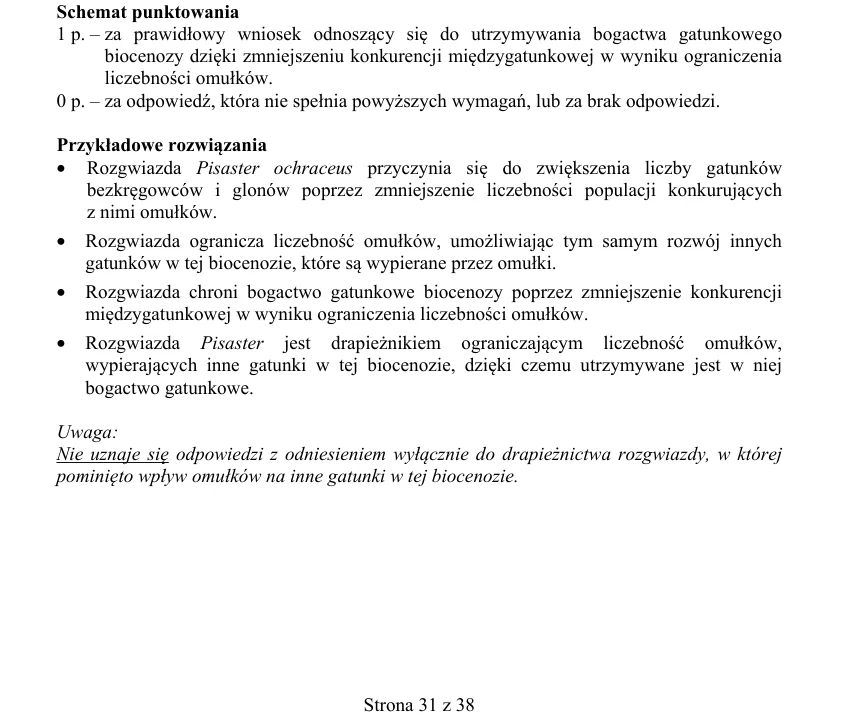 Schemat punktowania
1 p. – za prawidłowy wniosek odnoszący się do utrzymywania bogactwa gatunkowego
biocenozy dzięki zmniejszeniu konkurencji międzygatunkowej w wyniku ograniczenia
liczebności omułków.
0 p. – za odpowiedź, która nie spełnia powyższych wymagań, lub za brak odpowiedzi.
Przykładowe rozwiązania
• Rozgwiazda Pisaster ochraceus przyczynia się do zwiększenia liczby gatunków
bezkręgowców i glonów poprzez zmniejszenie liczebności populacji konkurujących
z nimi omułków.
• Rozgwiazda ogranicza liczebność omułków, umożliwiając tym samym rozwój innych
gatunków w tej biocenozie, które są wypierane przez omułki.
• Rozgwiazda chroni bogactwo gatunkowe biocenozy poprzez zmniejszenie konkurencji
międzygatunkowej w wyniku ograniczenia liczebności omułków.
• Rozgwiazda Pisaster jest drapieżnikiem ograniczającym liczebność omułków,
wypierających inne gatunki w tej biocenozie, dzięki czemu utrzymywane jest w niej
bogactwo gatunkowe.
Uwaga:
Nie uznaje się odpowiedzi z odniesieniem wyłącznie do drapieżnictwa rozgwiazdy, w której
pominięto wpływ omułków na inne gatunki w tej biocenozie.
Strona 31 z 38